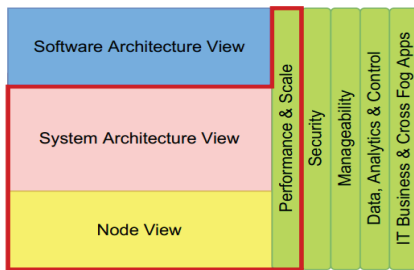 Software Architecture View
System Architecture View
Node View
Performance & Scale
Security
Manageability
Data, Analytics & Control
IT Business & Cross Fog Apps